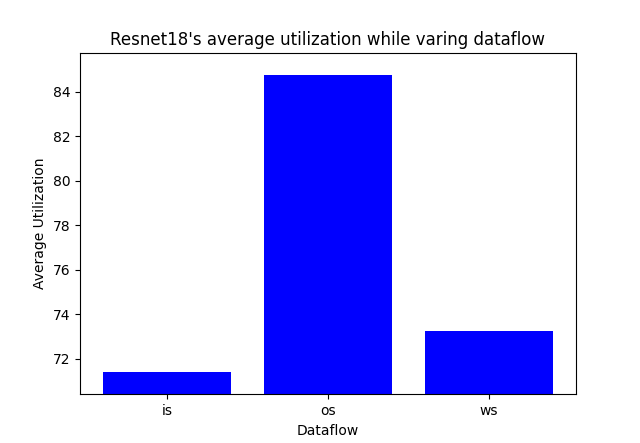 Resnet18's average utilization while varing dataflow
84
82
80
78
76
74
72
Average Utilization
is os ws
Dataflow